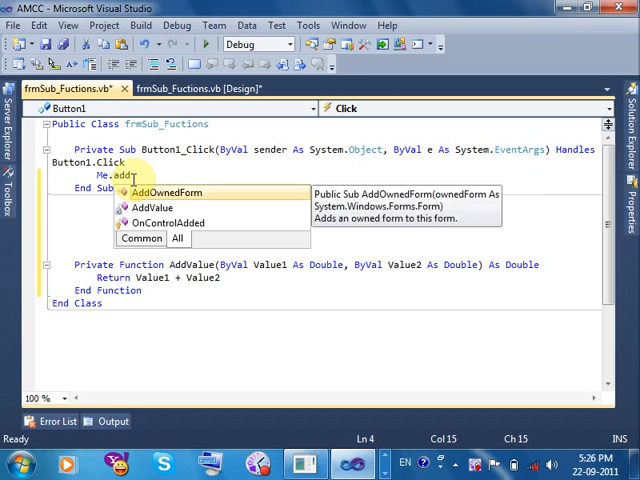 AMCC - Microsoft Visual Studio
File Edit View Project Build Debug Team Data Tools Test Window Help
Debug
frmSub_Fuctions.vb* frmSub_Fuctions.vb [Design]*
Button1 Click
Public Class frmSub_Fuctions
Private Sub Button1_Click(ByVal sender As System.Object, ByVal e As System.EventArgs) Handles
Button1.Click
Me.add
End Sub
AddOwnedForm
AddValue
OnControlAdded
Common All
Public Sub AddOwnedForm(ownedForm As
System.Windows.Forms.Form)
Adds an owned form to this form.
Private Function AddValue(ByVal Value1 As Double, ByVal Value2 As Double) As Double
Return Value1 + Value2
End Function
End Class
Server Explorer
Toolbox
Solution Explorer
Properties
100 %
Error List Output
Ready Ln 4 Col 15 Ch 15
EN 5:26 PM
22-09-2011